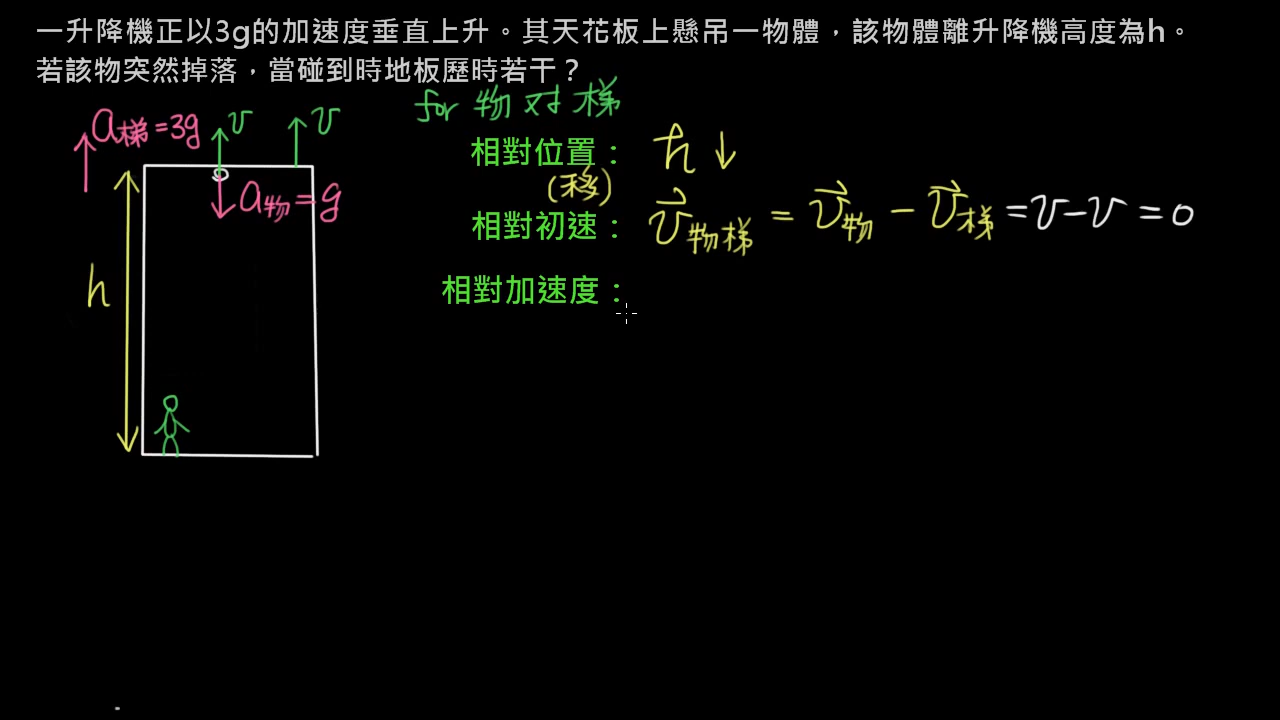 一升降機正以3g的加速度垂直上升。其天花板上懸吊一物體，該物體離升降機高度為h。
若該物突然掉落，當碰到時地板歷時若干？
for 物对梯
a梯=3g
v
v
相對位置： h↓
(移)
a物=g
相對初速： v⃗物梯 = v⃗物 − v⃗梯 =v−v=0
h
相對加速度：